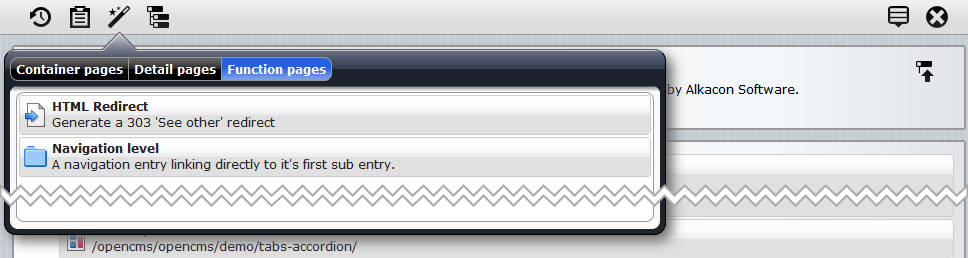 Container pages Detail pages Function pages
by Alkacon Software.
HTML Redirect
Generate a 303 'See other' redirect
Navigation level
A navigation entry linking directly to it's first sub entry.
/opencms/opencms/demo/tabs-accordion/